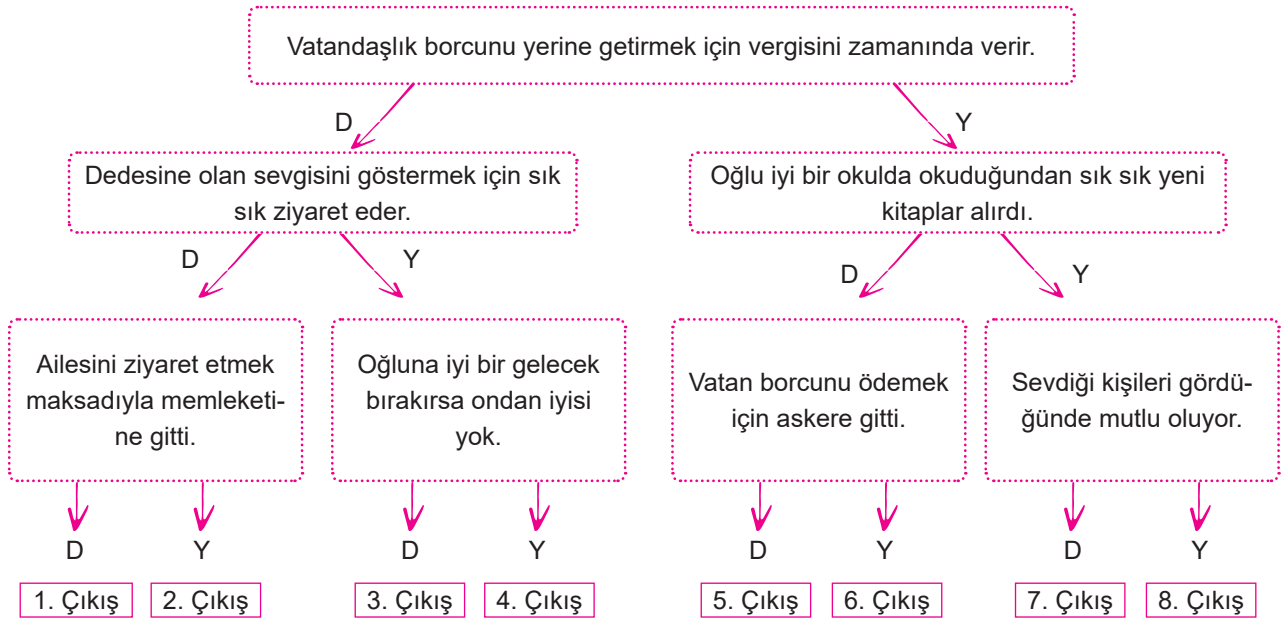 Vatandaşlık borcunu yerine getirmek için vergisini zamanında verir.
D
Y
Dedesine olan sevgisini göstermek için sık
sık ziyaret eder.
Oğlu iyi bir okulda okuduğundan sık sık yeni
kitaplar alırdı.
D
Y
D
Y
Ailesini ziyaret etmek
maksadıyla memleketi-
ne gitti.
Oğluna iyi bir gelecek
bırakırsa ondan iyisi
yok.
Vatan borcunu ödemek
için askere gitti.
Sevdiği kişileri gördü-
ğünde mutlu oluyor.
D
Y
D
Y
D
Y
D
Y
1. Çıkış
2. Çıkış
3. Çıkış
4. Çıkış
5. Çıkış
6. Çıkış
7. Çıkış
8. Çıkış